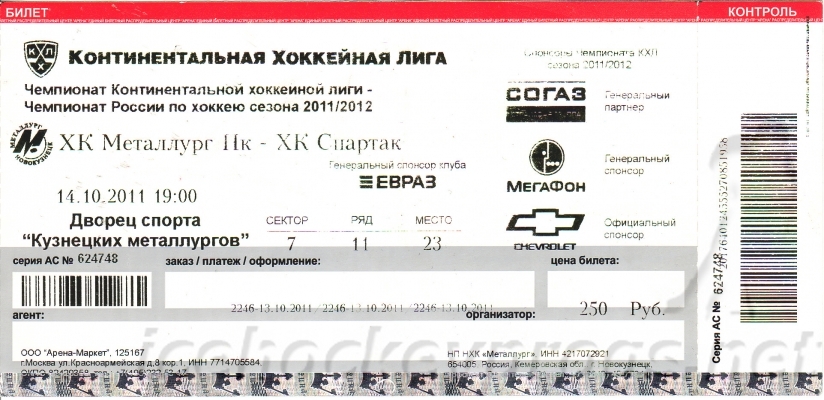 БИЛЕТ
КОНТРОЛЬ
КХЛ
Континентальная Хоккейная Лига
Чемпионат Континентальной хоккейной лиги -
Чемпионат России по хоккею сезона 2011/2012
МЕТАЛЛУРГ
НОВОКУЗНЕЦК
ХК Металлург Нк - ХК Спартак
Генеральный спонсор клуба
ЕВРАЗ
14.10.2011 19:00
Дворец спорта
"Кузнецких металлургов"
СЕКТОР РЯД МЕСТО
7 11 23
Спонсоры Чемпионата КХЛ
сезона 2011/2012
СОГАЗ
Генеральный
партнер
МЕГАФОН
Генеральный
спонсор
CHEVROLET
Официальный
спонсор
серия АС № 624748
заказ / платеж / оформление:
цена билета:
2246-13.10.2011 / 2246-13.10.2011 / 2246-13.10.2011
250 Руб.
агент:
организатор:
ООО "Арена-Маркет", 125167
г.Москва ул.Красноармейская д.8 кор.1, ИНН 7714705584,
НП НХК «Металлург», ИНН 4217072921
654005 Россия, Кемеровская обл. г. Новокузнецк.
Серия АС № 624748